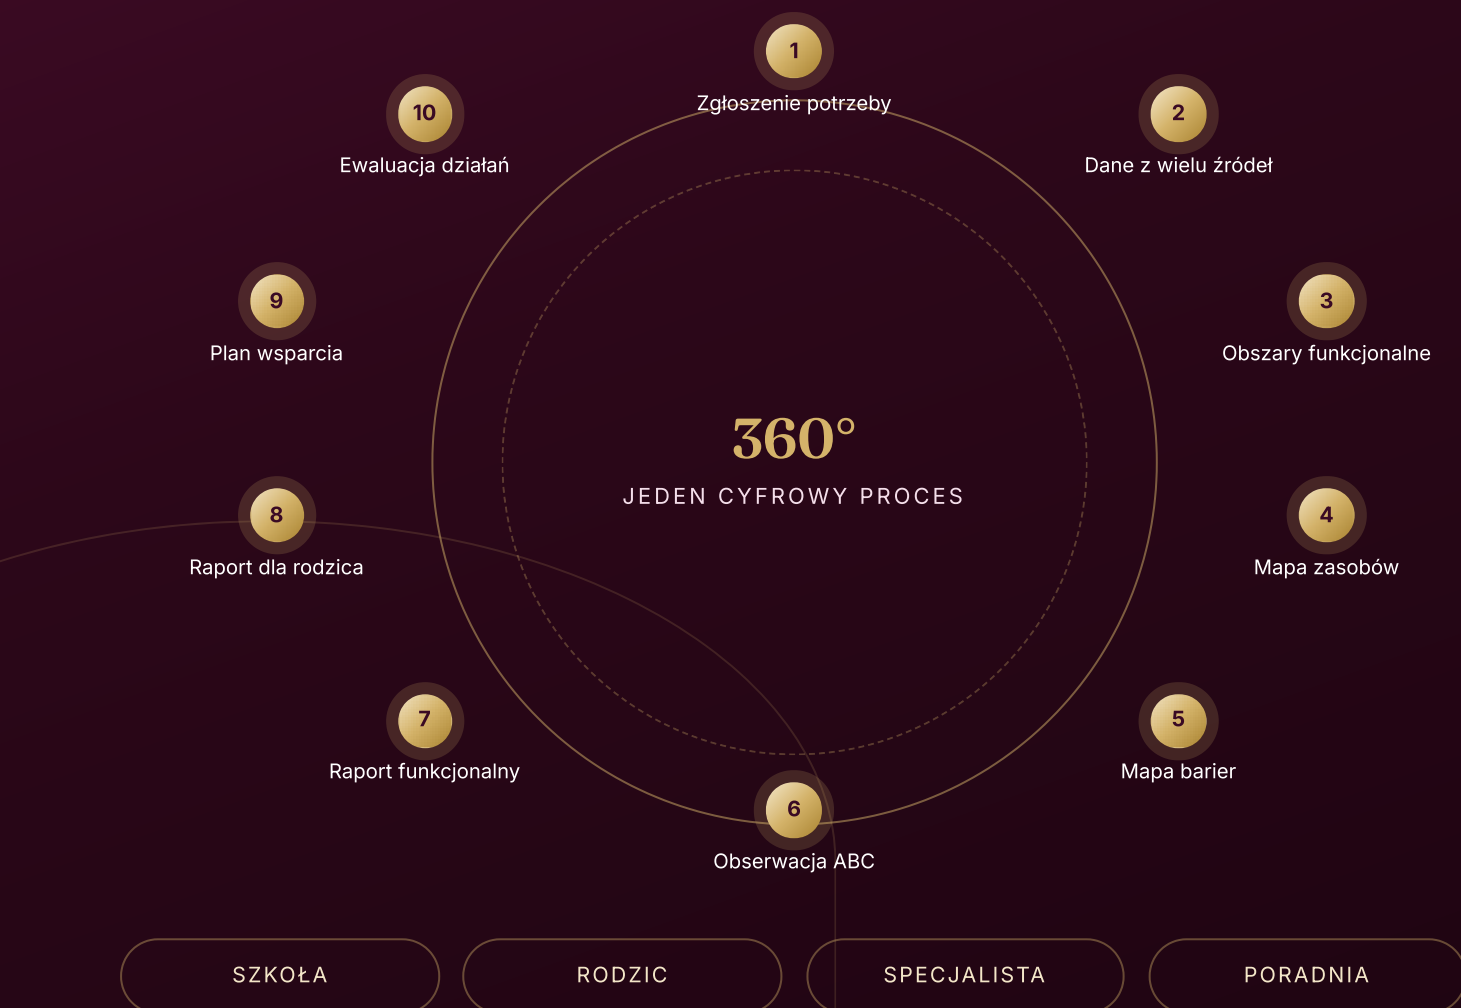 1
Zgłoszenie potrzeby
2
Dane z wielu źródeł
3
Obszary funkcjonalne
4
Mapa zasobów
5
Mapa barier
6
Obserwacja ABC
7
Raport funkcjonalny
8
Raport dla rodzica
9
Plan wsparcia
10
Ewaluacja działań
360°
JEDEN CYFROWY PROCES
SZKOŁA
RODZIC
SPECJALISTA
PORADNIA